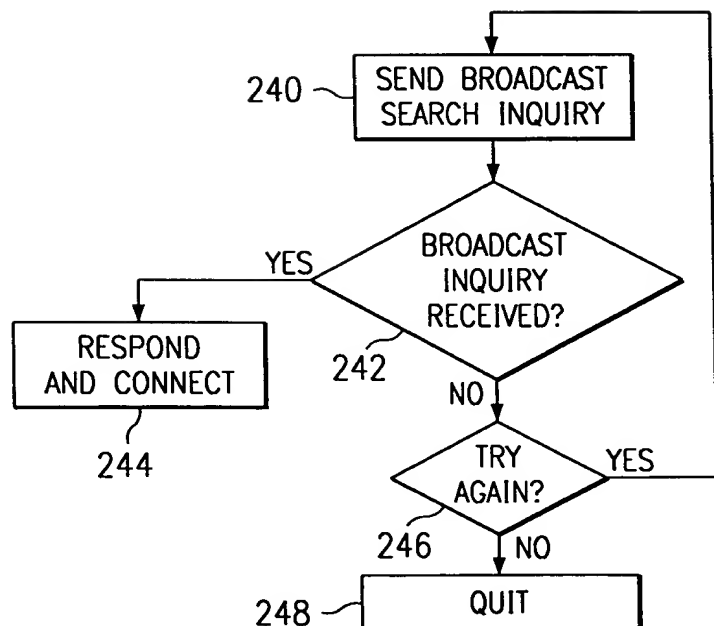 240
SEND BROADCAST
SEARCH INQUIRY
BROADCAST
INQUIRY
RECEIVED?
YES
242
RESPOND
AND CONNECT
244
NO
TRY
AGAIN?
YES
246
NO
248
QUIT